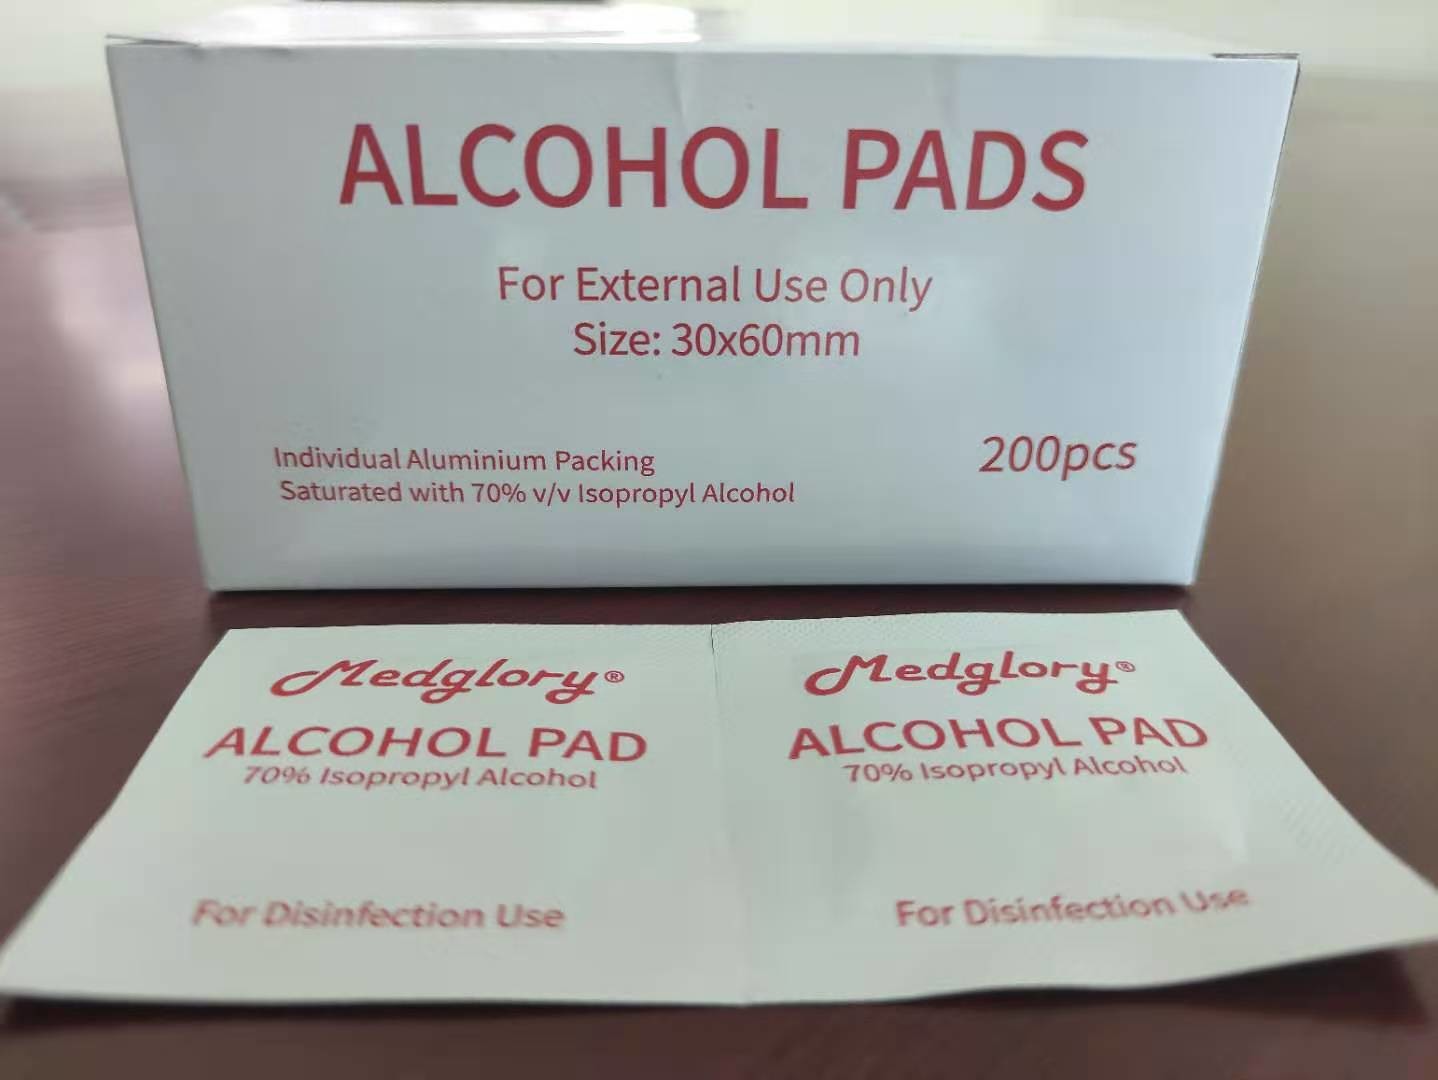 ALCOHOL PADS
For External Use Only
Size: 30x60mm
Individual Aluminium Packing
Saturated with 70% v/v Isopropyl Alcohol
200pcs
Medglory®
ALCOHOL PAD
70% Isopropyl Alcohol
For Disinfection Use
Medglory®
ALCOHOL PAD
70% Isopropyl Alcohol
For Disinfection Use